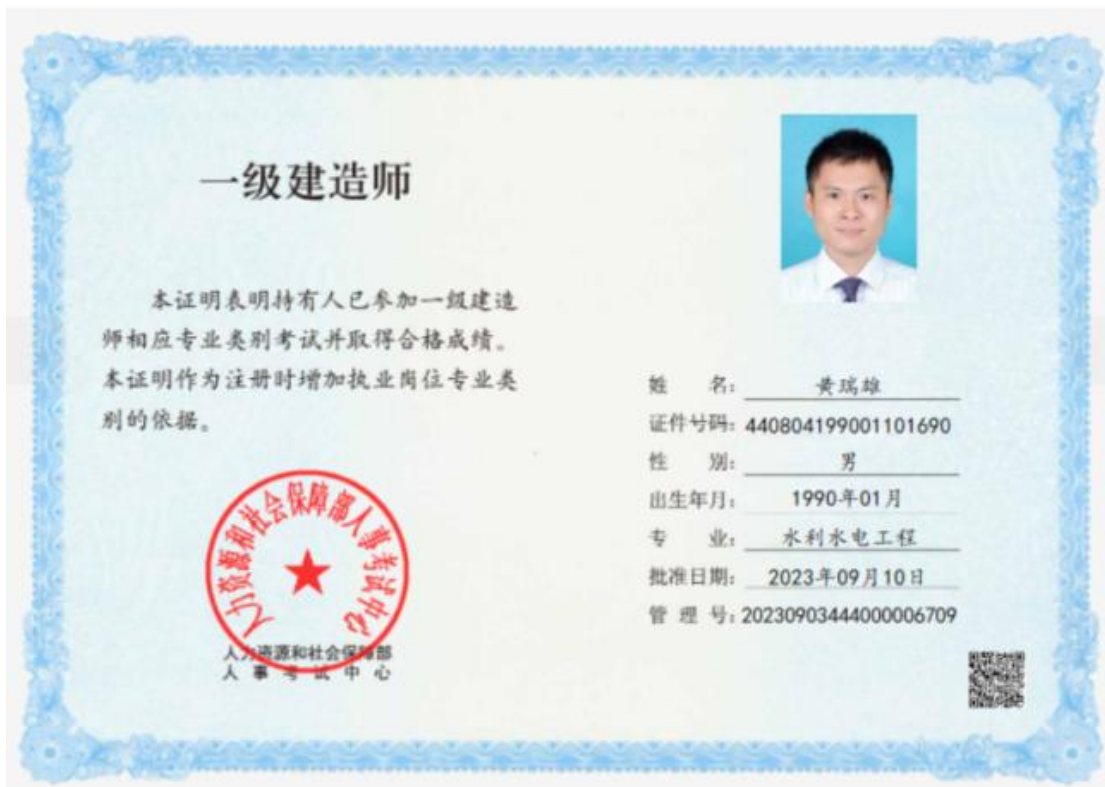 一级建造师
本证明表明持有人已参加一级建造
师相应专业类别考试并取得合格成绩。
本证明作为注册时增加执业岗位专业类
别的依据。
人力资源和社会保障部人事考试中心
人力资源和社会保障部
人事考试中心
姓 名: 黄瑞雄
证件号码: 440804199001101690
性 别: 男
出生年月: 1990年01月
专 业: 水利水电工程
批准日期: 2023年09月10日
管 理 号: 20230903444000006709